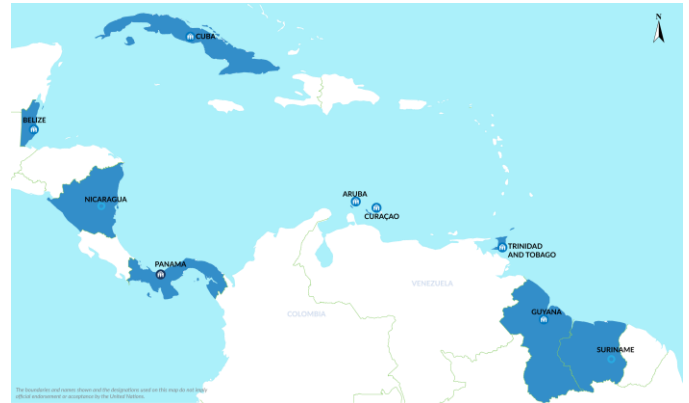 N
CUBA
BELIZE
NICARAGUA
ARUBA
CURAÇAO
TRINIDAD
AND TOBAGO
PANAMA
VENEZUELA
COLOMBIA
GUYANA
SURINAME
The boundaries and names shown and the designations used on this map do not imply
official endorsement or acceptance by the United Nations.